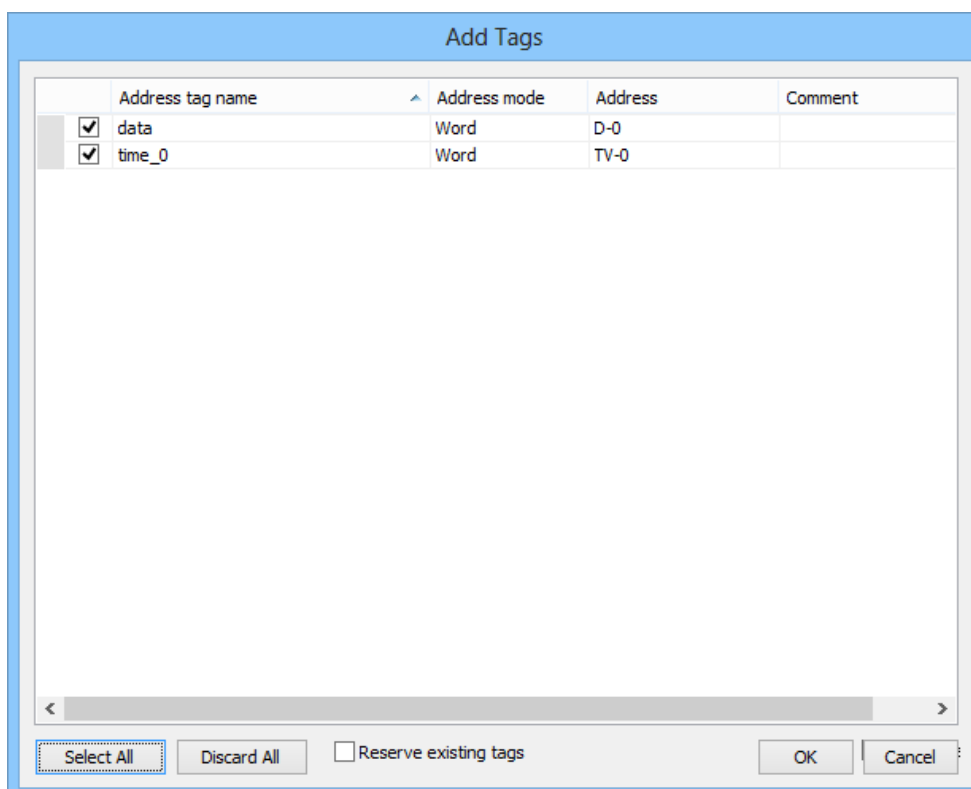 Add Tags
Address tag name Address mode Address Comment
data Word D-0
time_0 Word TV-0
Select All Discard All Reserve existing tags OK Cancel